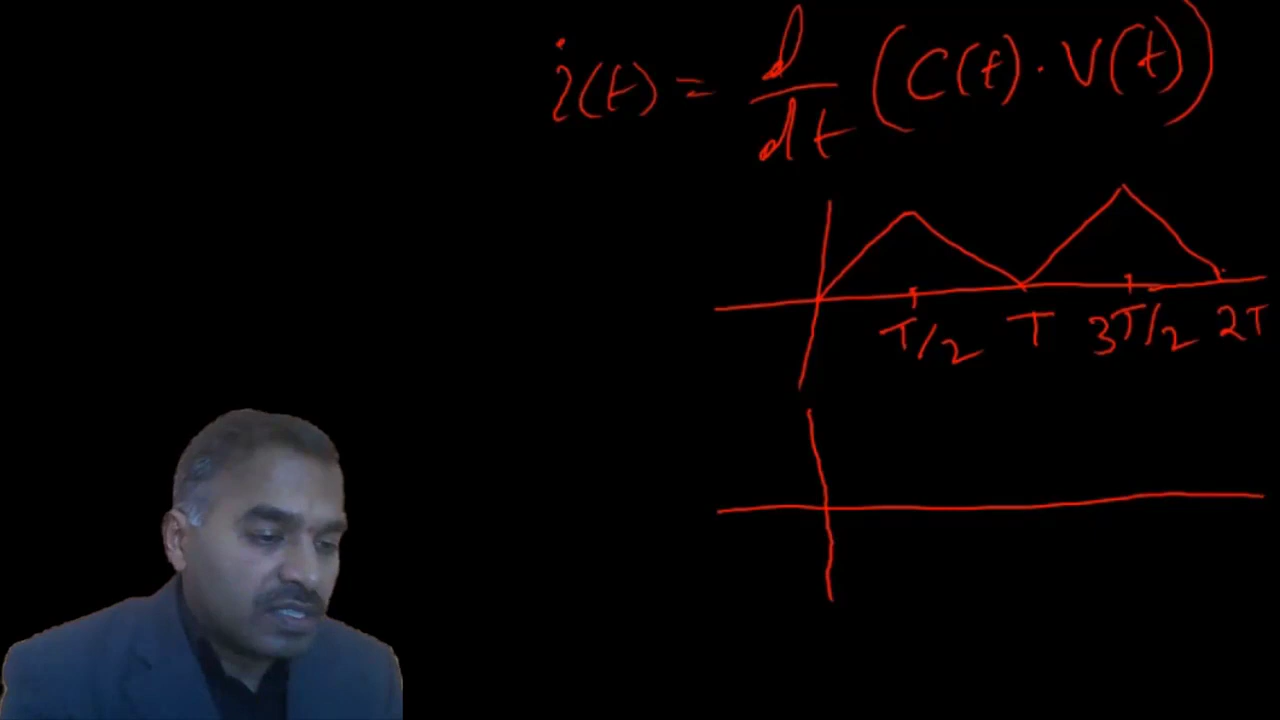 i(t) = d/dt (C(t) · V(t))
T/2 T 3T/2 2T